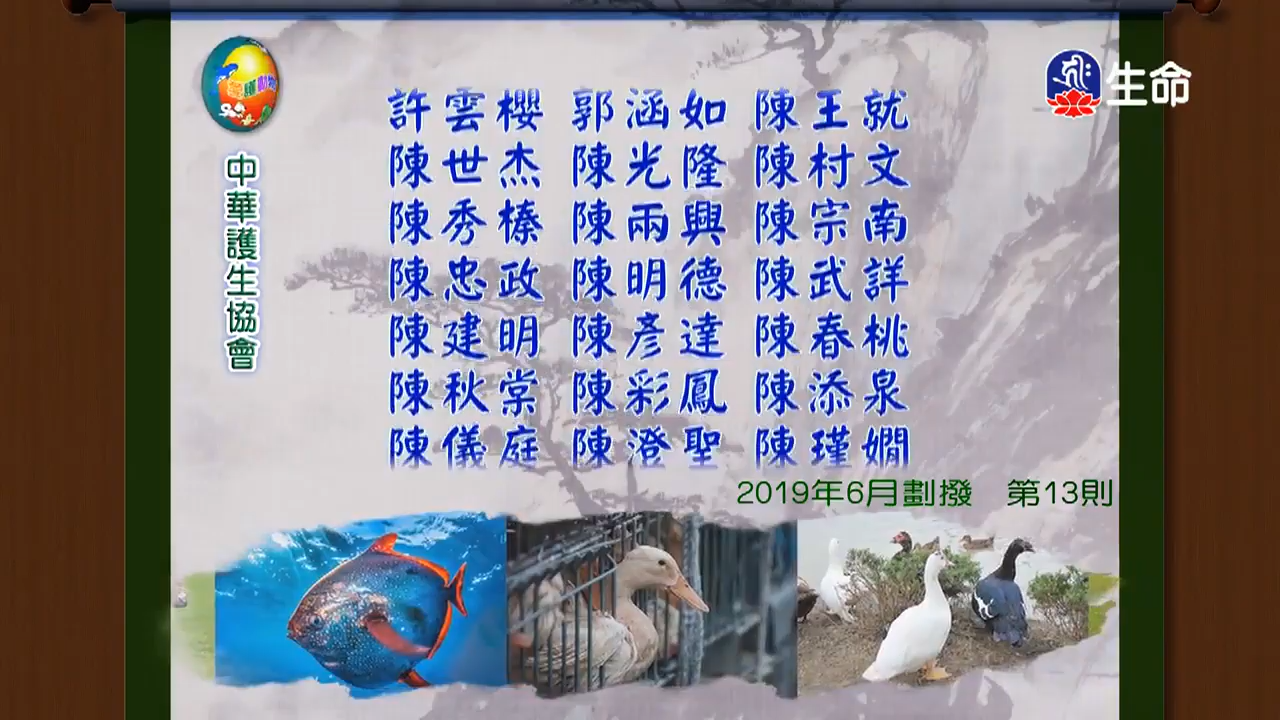 生命
中華護生協會
許雲櫻 郭涵如 陳王就
陳世杰 陳光隆 陳村文
陳秀榛 陳兩興 陳宗南
陳忠政 陳明德 陳武詳
陳建明 陳彥達 陳春桃
陳秋棠 陳彩鳳 陳添泉
陳儀庭 陳澄聖 陳瑾嫺
2019年6月劃撥 第13則